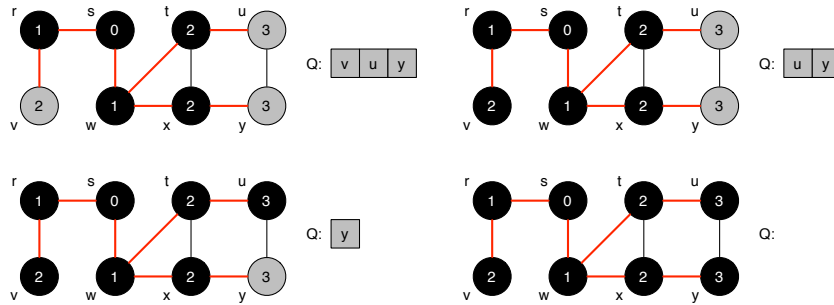 r s t u
1 0 2 3
Q: v u y
2 1 2 3
v w x y
r s t u
1 0 2 3
Q: u y
2 1 2 3
v w x y
r s t u
1 0 2 3
Q: y
2 1 2 3
v w x y
r s t u
1 0 2 3
Q:
2 1 2 3
v w x y